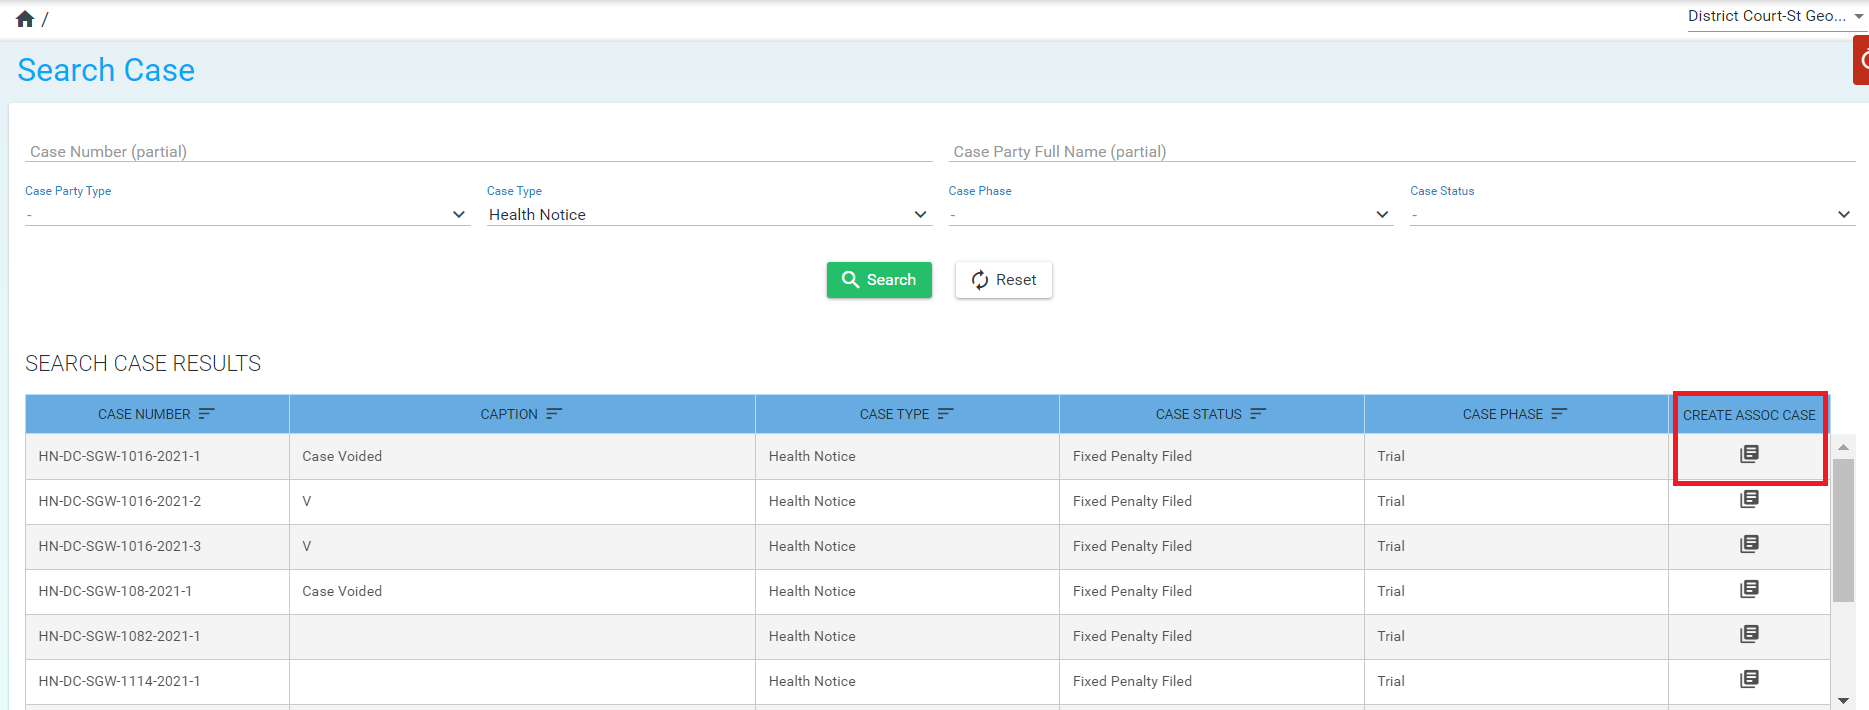 /
District Court-St Geo...
Search Case
Case Number (partial)
Case Party Full Name (partial)
Case Party Type
Case Type
Case Phase
Case Status
-
Health Notice
-
-
Search
Reset
SEARCH CASE RESULTS
CASE NUMBER CAPTION CASE TYPE CASE STATUS CASE PHASE CREATE ASSOC CASE
HN-DC-SGW-1016-2021-1 Case Voided Health Notice Fixed Penalty Filed Trial
HN-DC-SGW-1016-2021-2 V Health Notice Fixed Penalty Filed Trial
HN-DC-SGW-1016-2021-3 V Health Notice Fixed Penalty Filed Trial
HN-DC-SGW-108-2021-1 Case Voided Health Notice Fixed Penalty Filed Trial
HN-DC-SGW-1082-2021-1 Health Notice Fixed Penalty Filed Trial
HN-DC-SGW-1114-2021-1 Health Notice Fixed Penalty Filed Trial